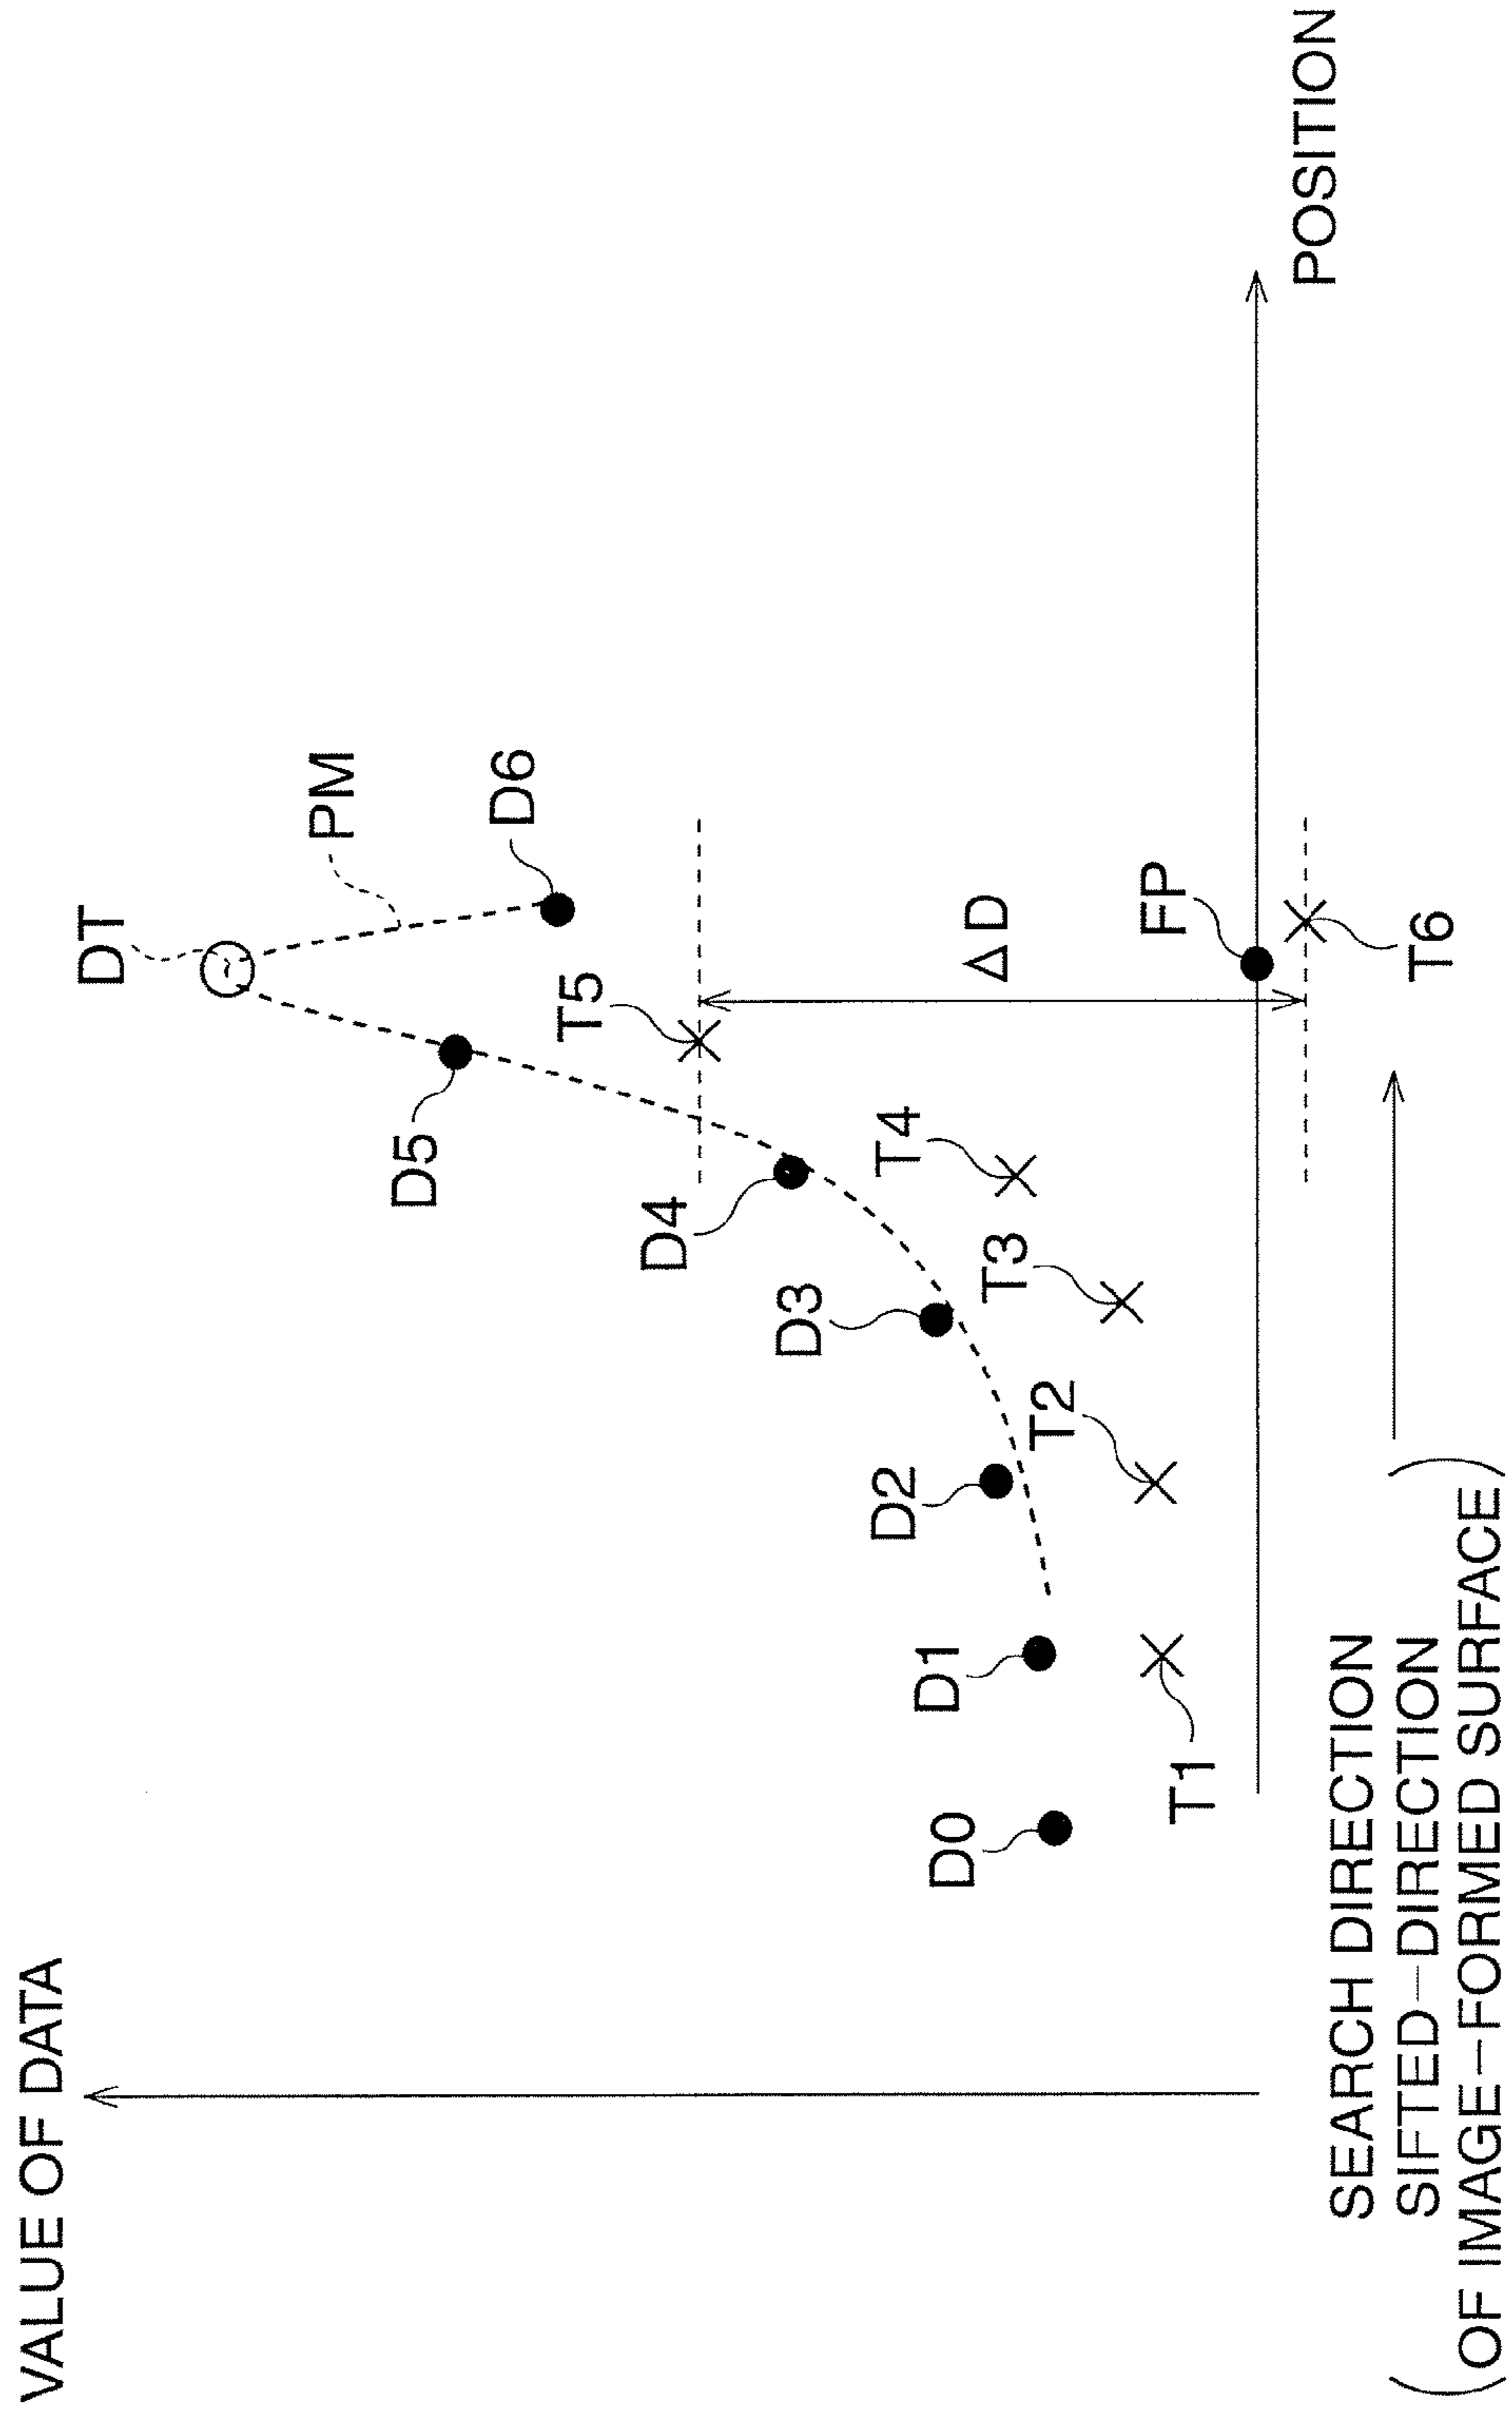 VALUE OF DATA
DT
PM
D5
D6
T5
D4
D3
T4
ΔD
D2
T3
D1
D0
T2
FP
T1
T6
POSITION
SEARCH DIRECTION
SIFTED-DIRECTION
(OF IMAGE-FORMED SURFACE)